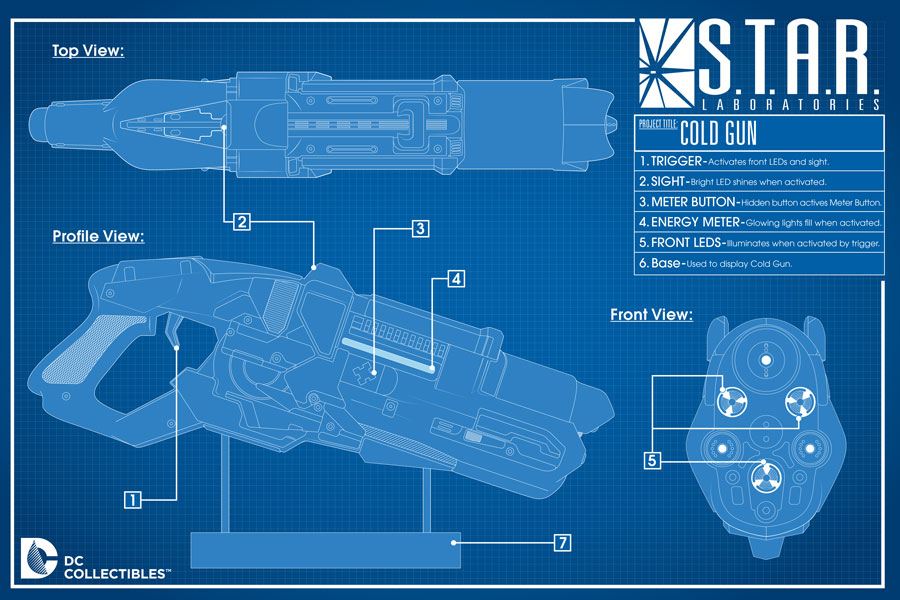 Top View:
S.T.A.R.
LABORATORIES
PROJECT TITLE: COLD GUN
1. TRIGGER-Activates front LEDs and sight.
2. SIGHT-Bright LED shines when activated.
3. METER BUTTON-Hidden button actives Meter Button.
4. ENERGY METER-Glowing lights fill when activated.
5. FRONT LEDS-Illuminates when activated by trigger.
6. Base-Used to display Cold Gun.
2
3
Profile View:
4
Front View:
5
1
7
DC
COLLECTIBLES™